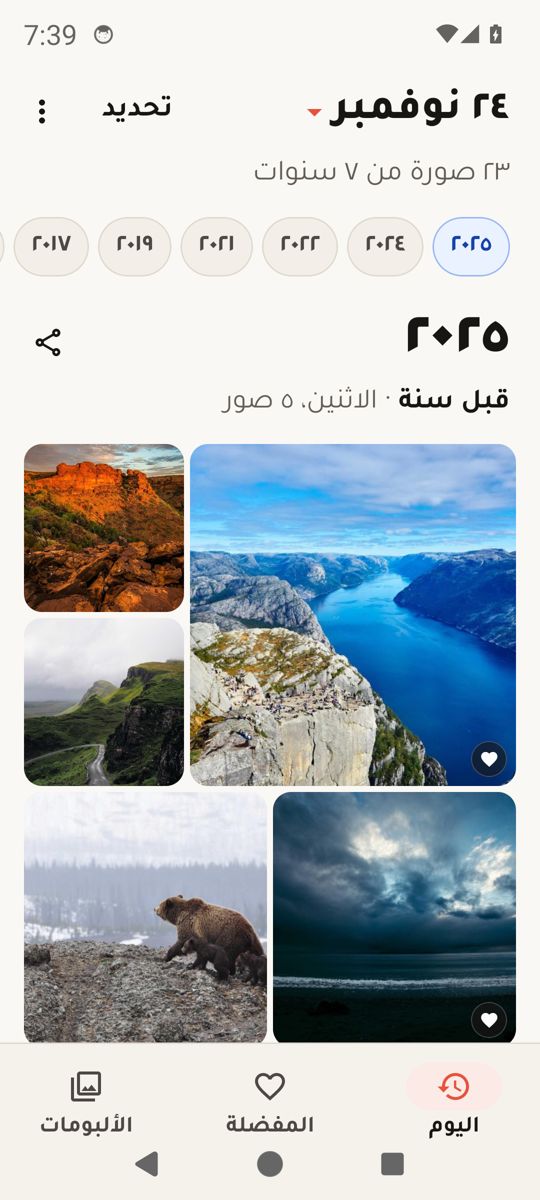 7:39
٢٤ نوفمبر
تحديد
٢٣ صورة من ٧ سنوات
٢٠٢٥ ٢٠٢٤ ٢٠٢٢ ٢٠٢١ ٢٠١٩ ٢٠١٧
٢٠٢٥
قبل سنة · الاثنين، ٥ صور
اليوم المفضلة الألبومات